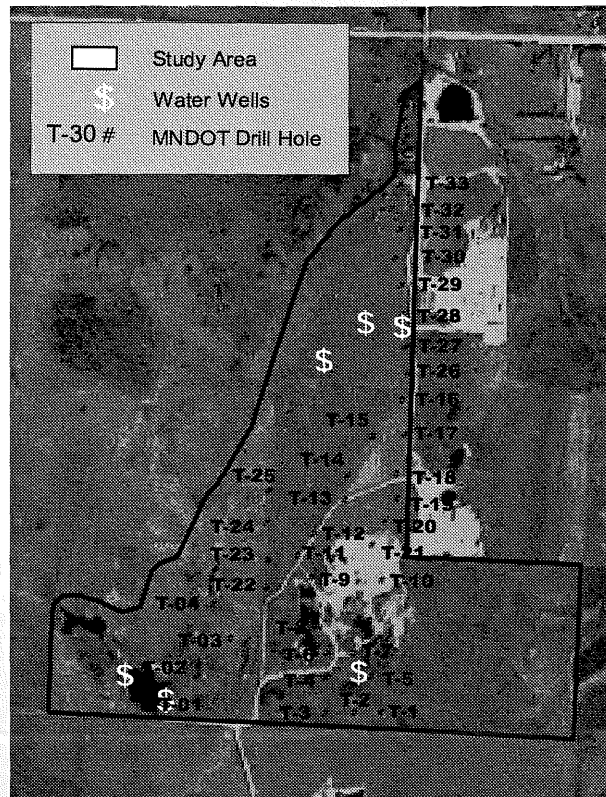 Study Area
$ Water Wells
T-30 # MNDOT Drill Hole
T-33
T-32
T-31
T-30
T-29
T-28
$ $
T-27
$
T-26
T-16
T-15
T-17
T-14
T-25
T-18
T-13
T-19
T-24
T-20
T-12
T-11
T-21
T-23
T-9
T-10
T-22
T-04
T-03
T-7
T-02
$
$
T-5
T-2
$
T-01
T-3
T-1